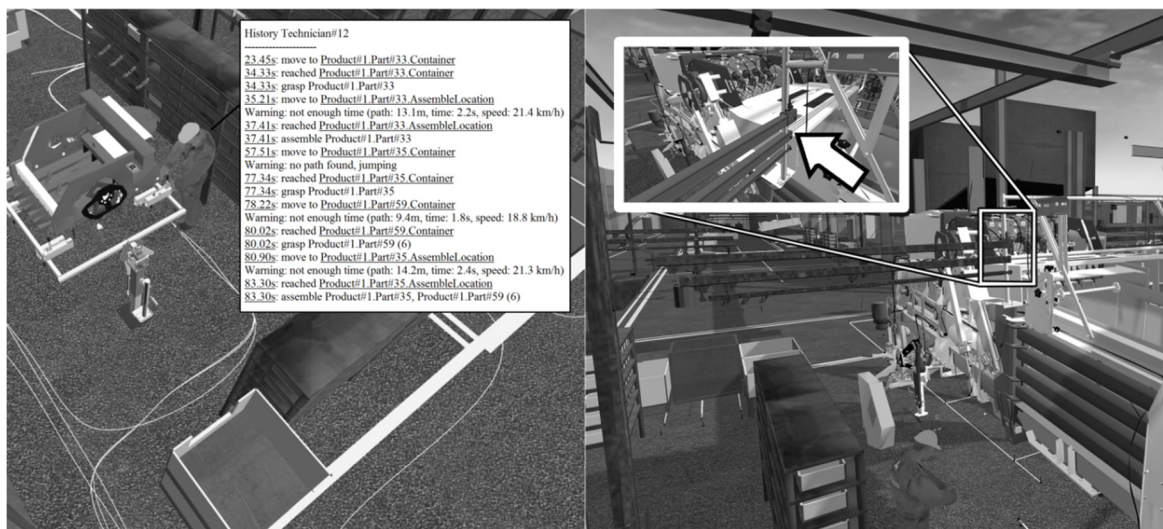 History Technician#12
---------------------
23.45s: move to Product#1.Part#33.Container
34.33s: reached Product#1.Part#33.Container
34.33s: grasp Product#1.Part#33
35.21s: move to Product#1.Part#33.AssembleLocation
Warning: not enough time (path: 13.1m, time: 2.2s, speed: 21.4 km/h)
37.41s: reached Product#1.Part#33.AssembleLocation
37.41s: assemble Product#1.Part#33
57.51s: move to Product#1.Part#35.Container
Warning: no path found, jumping
77.34s: reached Product#1.Part#35.Container
77.34s: grasp Product#1.Part#35
78.22s: move to Product#1.Part#59.Container
Warning: not enough time (path: 9.4m, time: 1.8s, speed: 18.8 km/h)
80.02s: reached Product#1.Part#59.Container
80.02s: grasp Product#1.Part#59 (6)
80.90s: move to Product#1.Part#35.AssembleLocation
Warning: not enough time (path: 14.2m, time: 2.4s, speed: 21.3 km/h)
83.30s: reached Product#1.Part#35.AssembleLocation
83.30s: assemble Product#1.Part#35, Product#1.Part#59 (6)